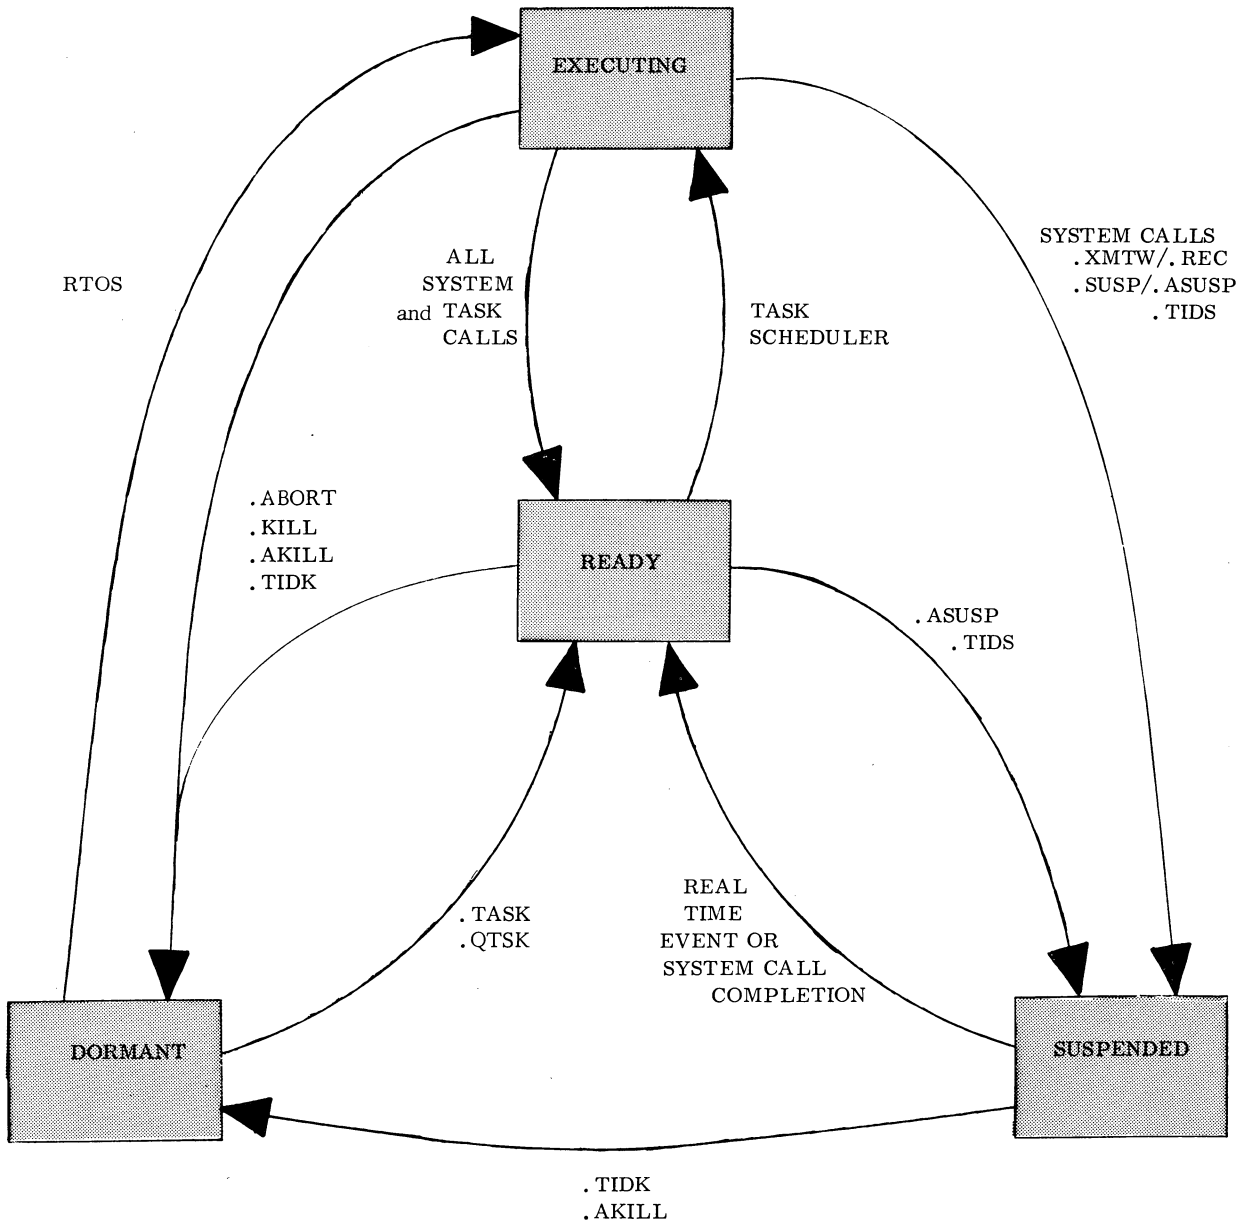 EXECUTING
RTOS
ALL
SYSTEM
and TASK
CALLS
TASK
SCHEDULER
SYSTEM CALLS
.XMTW/.REC
.SUSP/.ASUSP
.TIDS
.ABORT
.KILL
.AKILL
.TIDK
READY
.ASUSP
.TIDS
.TASK
.QTSK
REAL
TIME
EVENT OR
SYSTEM CALL
COMPLETION
DORMANT
SUSPENDED
.TIDK
.AKILL